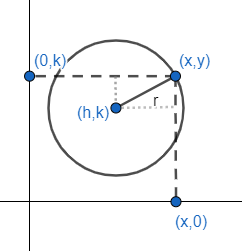 (0,k) (x,y)
r
(h,k)
(x,0)